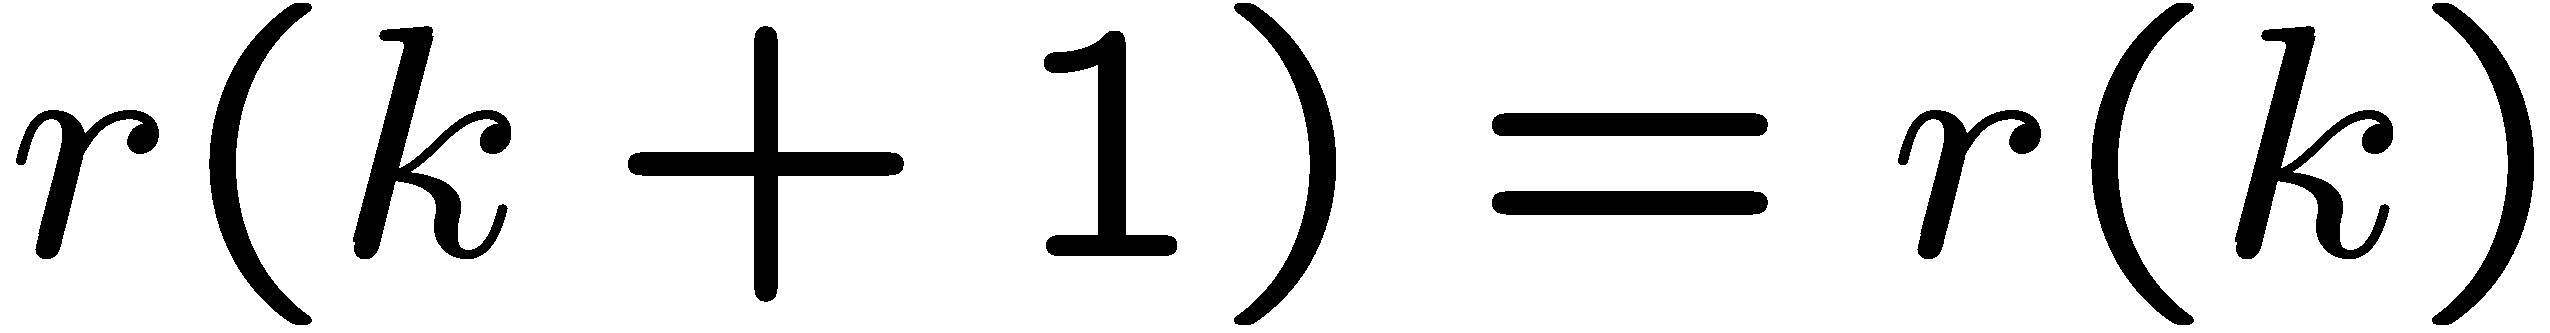 r(k + 1) = r(k)